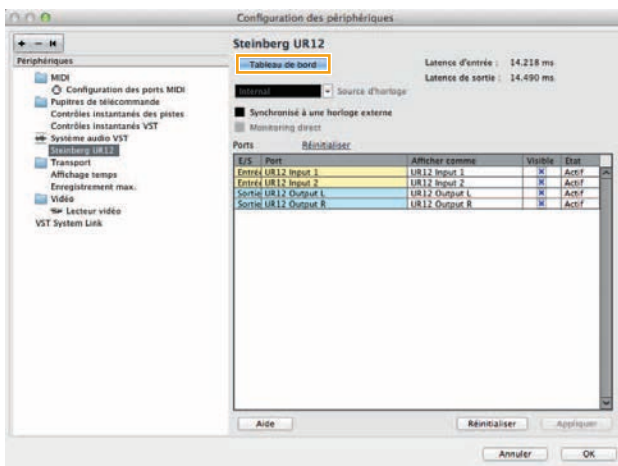 Configuration des périphériques
+ - |◄
Périphériques
MIDI
Configuration des ports MIDI
Pupitres de télécommande
Contrôles instantanés des pistes
Contrôles instantanés VST
Système audio VST
Steinberg UR12
Transport
Affichage temps
Enregistrement max.
Vidéo
Lecteur vidéo
VST System Link
Steinberg UR12
Tableau de bord
Latence d'entrée : 14.218 ms
Latence de sortie : 14.490 ms
Internal Source d'horloge
Synchronisé à une horloge externe
Monitoring direct
Ports Réinitialiser
E/S Port Afficher comme Visible Etat
Entrée UR12 Input 1 UR12 Input 1 X Actif
Entrée UR12 Input 2 UR12 Input 2 X Actif
Sortie UR12 Output L UR12 Output L X Actif
Sortie UR12 Output R UR12 Output R X Actif
Aide Réinitialiser Appliquer
Annuler OK